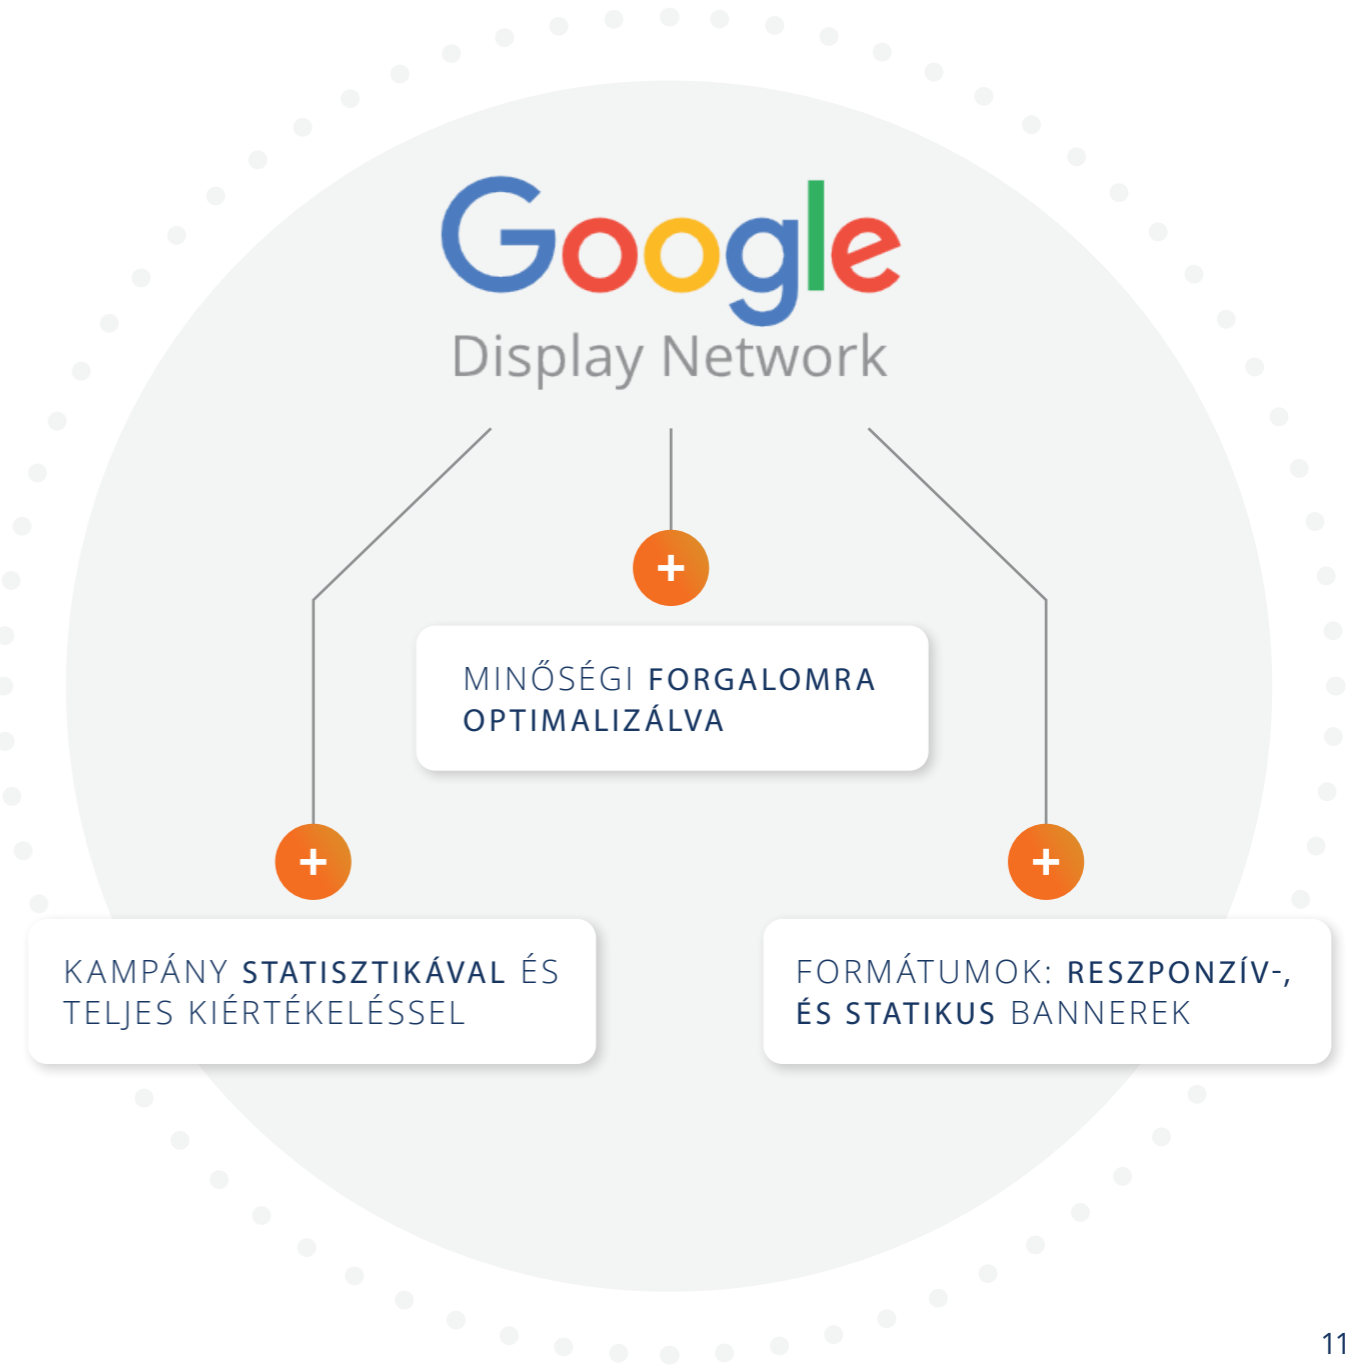 Google
Display Network
MINŐSÉGI FORGALOMRA
OPTIMALIZÁLVA
KAMPÁNY STATISZTIKÁVAL ÉS
TELJES KIÉRTÉKELÉSSEL
FORMÁTUMOK: RESZPONZÍV-,
ÉS STATIKUS BANNEREK
11